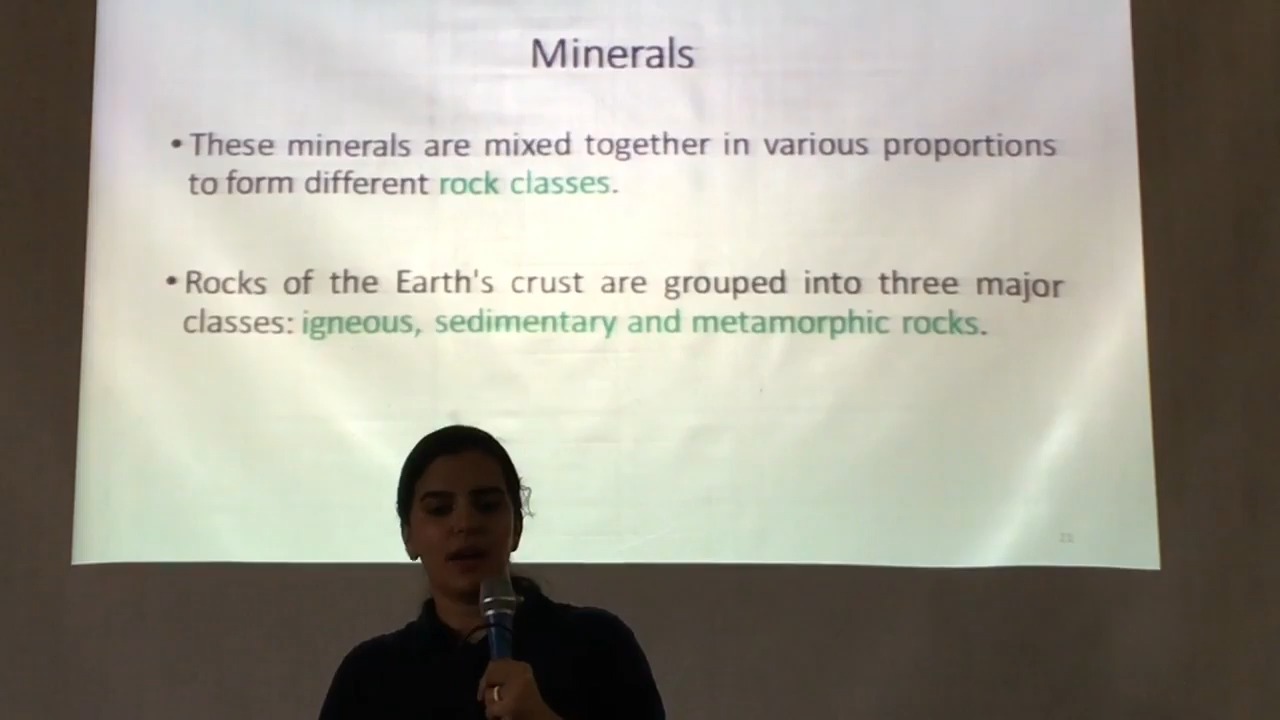 Minerals
• These minerals are mixed together in various proportions
to form different rock classes.
• Rocks of the Earth's crust are grouped into three major
classes: igneous, sedimentary and metamorphic rocks.